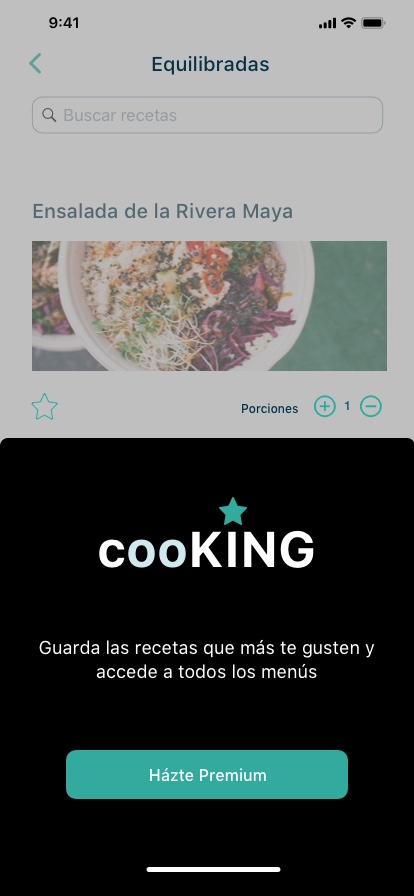 9:41
Equilibradas
Buscar recetas
Ensalada de la Rivera Maya
Porciones 1
cooKING
Guarda las recetas que más te gusten y
accede a todos los menús
Házte Premium